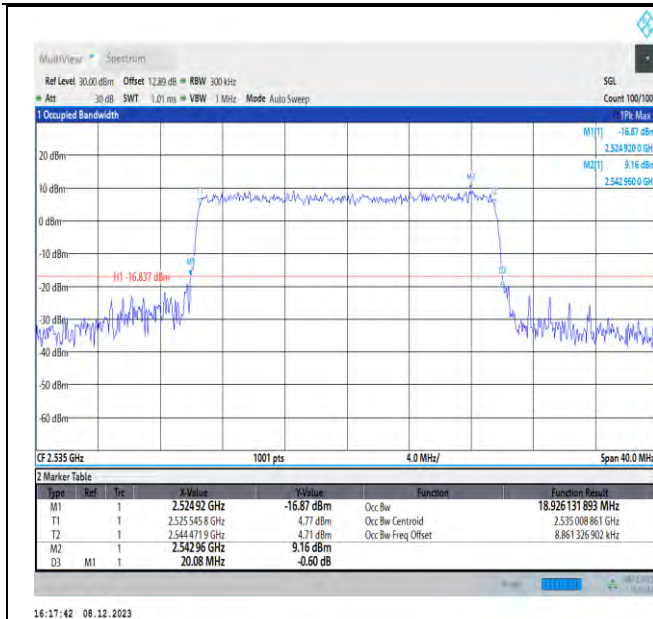 MultiView Spectrum
Ref Level 30.00 dBm Offset 12.89 dB RBW 300 kHz SGL
Att 30 dB SWT 1.01 ms VBW 1 MHz Mode Auto Sweep Count 100/100
1 Occupied Bandwidth 1Pk Max
M1[1] -16.87 dBm
2.524 920 0 GH
M2[1] 9.16 dBm
2.542 960 0 GH
20 dBm
10 dBm
0 dBm
-10 dBm
-20 dBm
-30 dBm
-40 dBm
-50 dBm
-60 dBm
M2
T1
T2
M1
D3
H1 -16.837 dBm
CF 2.535 GHz 1001 pts 4.0 MHz/ Span 40.0 MHz
2 Marker Table
Type Ref Trc X-Value Y-Value Function Function Result
M1 1 2.524 92 GHz -16.87 dBm Occ Bw 18.926 131 893 MHz
T1 1 2.525 545 8 GHz 4.77 dBm Occ Bw Centroid 2.535 008 861 GHz
T2 1 2.544 471 9 GHz 4.71 dBm Occ Bw Freq Offset 8.861 326 902 kHz
M2 1 2.542 96 GHz 9.16 dBm
D3 M1 1 20.08 MHz -0.60 dB
16:17:42 08.12.2023